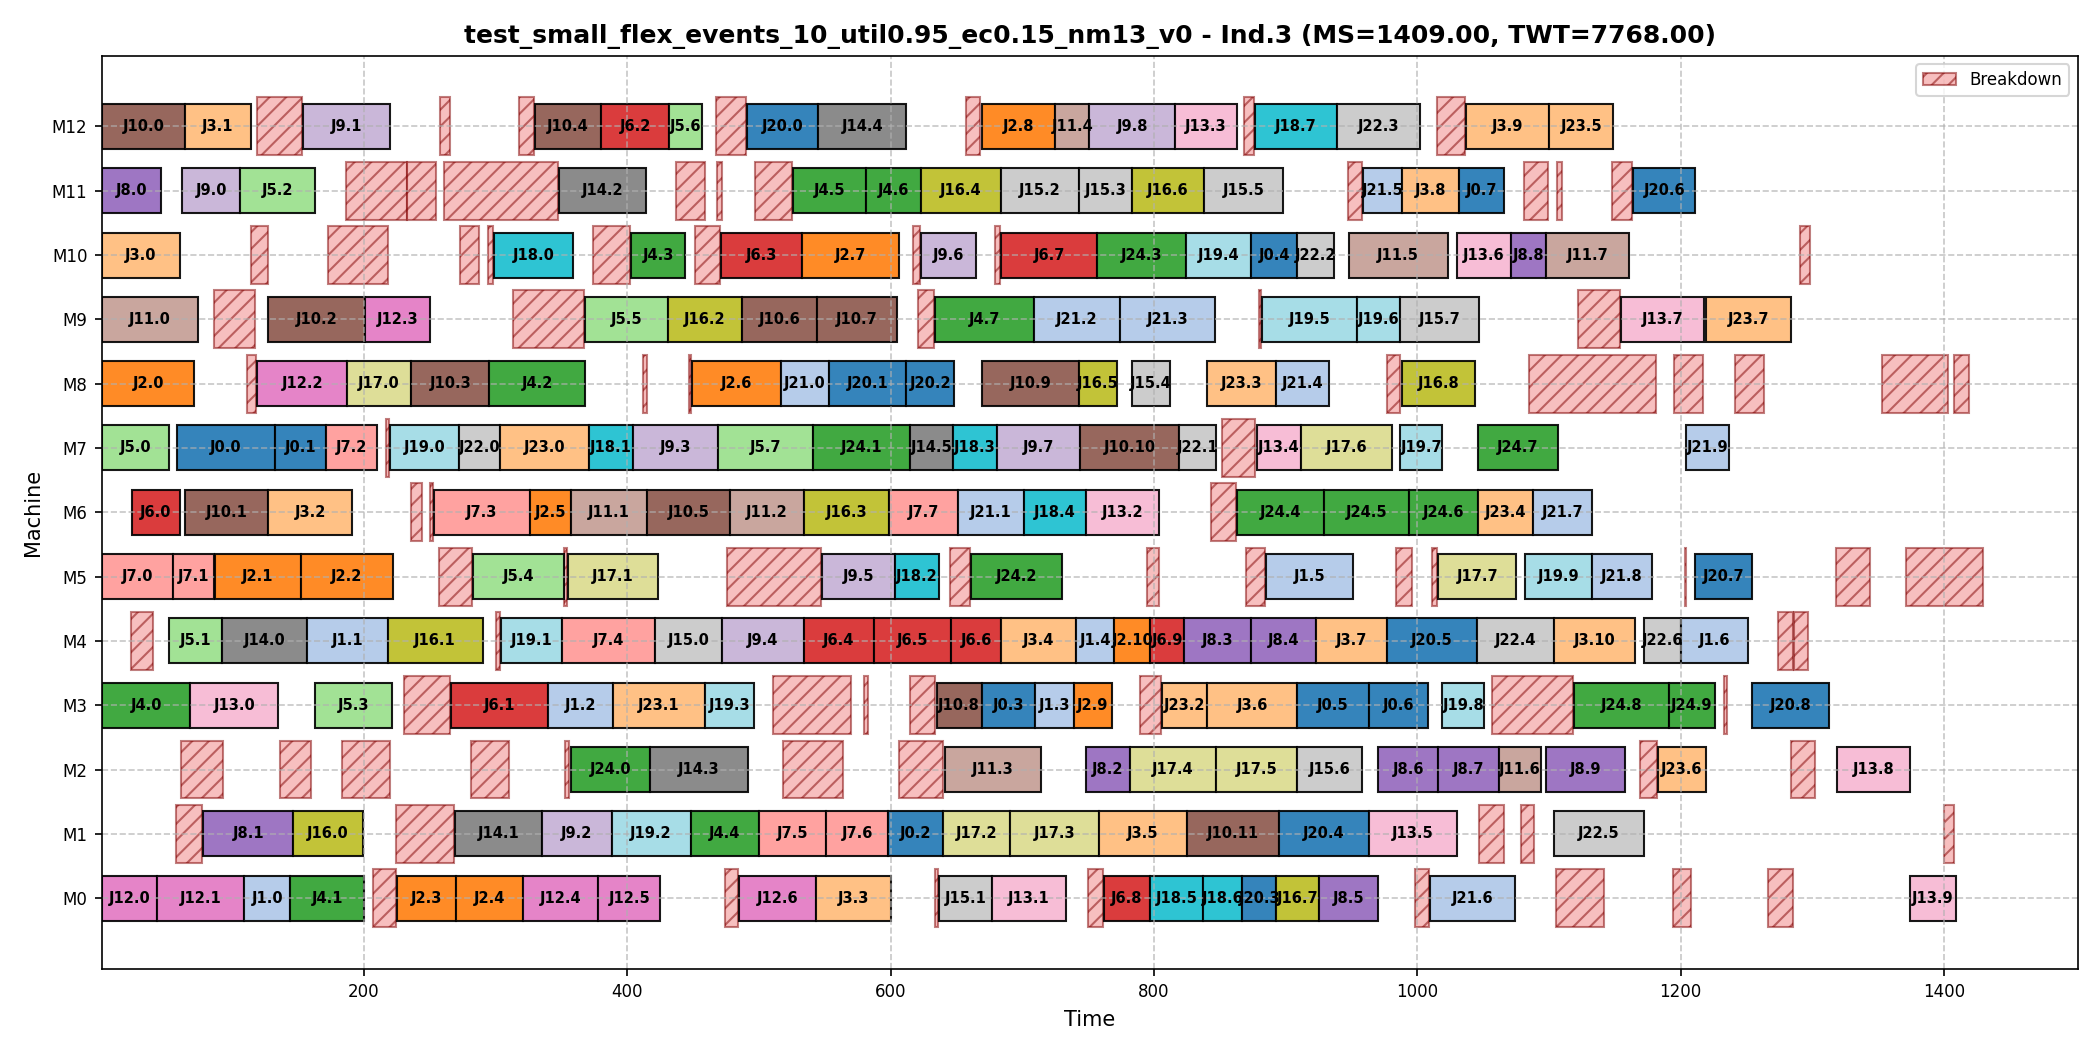 test_small_flex_events_10_util0.95_ec0.15_nm13_v0 - Ind.3 (MS=1409.00, TWT=7768.00)
Breakdown
M12 J10.0 J3.1 J9.1 J10.4 J6.2 J5.6 J20.0 J14.4 J2.8 J11.4 J9.8 J13.3 J18.7 J22.3 J3.9 J23.5
M11 J8.0 J9.0 J5.2 J14.2 J4.5 J4.6 J16.4 J15.2 J15.3 J16.6 J15.5 J21.5 J3.8 J0.7 J20.6
M10 J3.0 J18.0 J4.3 J6.3 J2.7 J9.6 J6.7 J24.3 J19.4 J0.4 J22.2 J11.5 J13.6 J8.8 J11.7
M9 J11.0 J10.2 J12.3 J5.5 J16.2 J10.6 J10.7 J4.7 J21.2 J21.3 J19.5 J19.6 J15.7 J13.7 J23.7
M8 J2.0 J12.2 J17.0 J10.3 J4.2 J2.6 J21.0 J20.1 J20.2 J10.9 J16.5 J15.4 J23.3 J21.4 J16.8
M7 J5.0 J0.0 J0.1 J7.2 J19.0 J22.0 J23.0 J18.1 J9.3 J5.7 J24.1 J14.5 J18.3 J9.7 J10.10 J22.1 J13.4 J17.6 J19.7 J24.7 J21.9
M6 J6.0 J10.1 J3.2 J7.3 J2.5 J11.1 J10.5 J11.2 J16.3 J7.7 J21.1 J18.4 J13.2 J24.4 J24.5 J24.6 J23.4 J21.7
M5 J7.0 J7.1 J2.1 J2.2 J5.4 J17.1 J9.5 J18.2 J24.2 J1.5 J17.7 J19.9 J21.8 J20.7
M4 J5.1 J14.0 J1.1 J16.1 J19.1 J7.4 J15.0 J9.4 J6.4 J6.5 J6.6 J3.4 J1.4 J2.10 J6.9 J8.3 J8.4 J3.7 J20.5 J22.4 J3.10 J22.6 J1.6
M3 J4.0 J13.0 J5.3 J6.1 J1.2 J23.1 J19.3 J10.8 J0.3 J1.3 J2.9 J23.2 J3.6 J0.5 J0.6 J19.8 J24.8 J24.9 J20.8
M2 J24.0 J14.3 J11.3 J8.2 J17.4 J17.5 J15.6 J8.6 J8.7 J11.6 J8.9 J23.6 J13.8
M1 J8.1 J16.0 J14.1 J9.2 J19.2 J4.4 J7.5 J7.6 J0.2 J17.2 J17.3 J3.5 J10.11 J20.4 J13.5 J22.5
M0 J12.0 J12.1 J1.0 J4.1 J2.3 J2.4 J12.4 J12.5 J12.6 J3.3 J15.1 J13.1 J6.8 J18.5 J18.6 J20.3 J16.7 J8.5 J21.6 J13.9
Machine
200 400 600 800 1000 1200 1400
Time